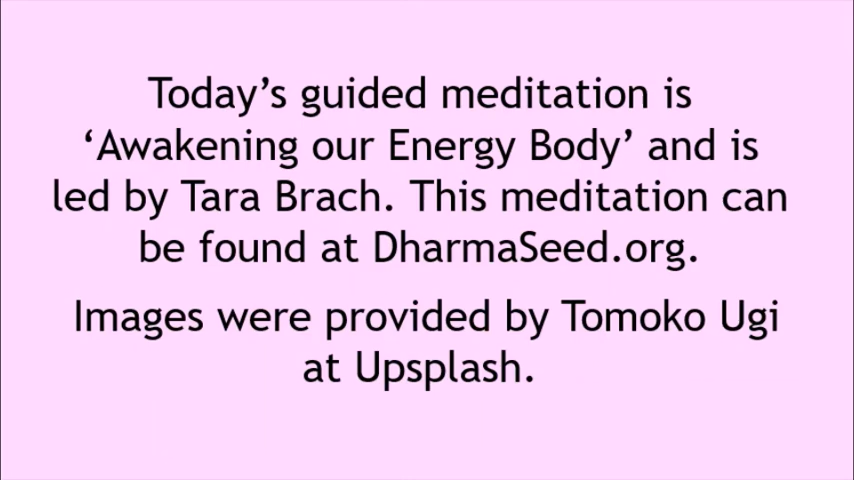 Today’s guided meditation is
‘Awakening our Energy Body’ and is
led by Tara Brach. This meditation can
be found at DharmaSeed.org.
Images were provided by Tomoko Ugi
at Upsplash.